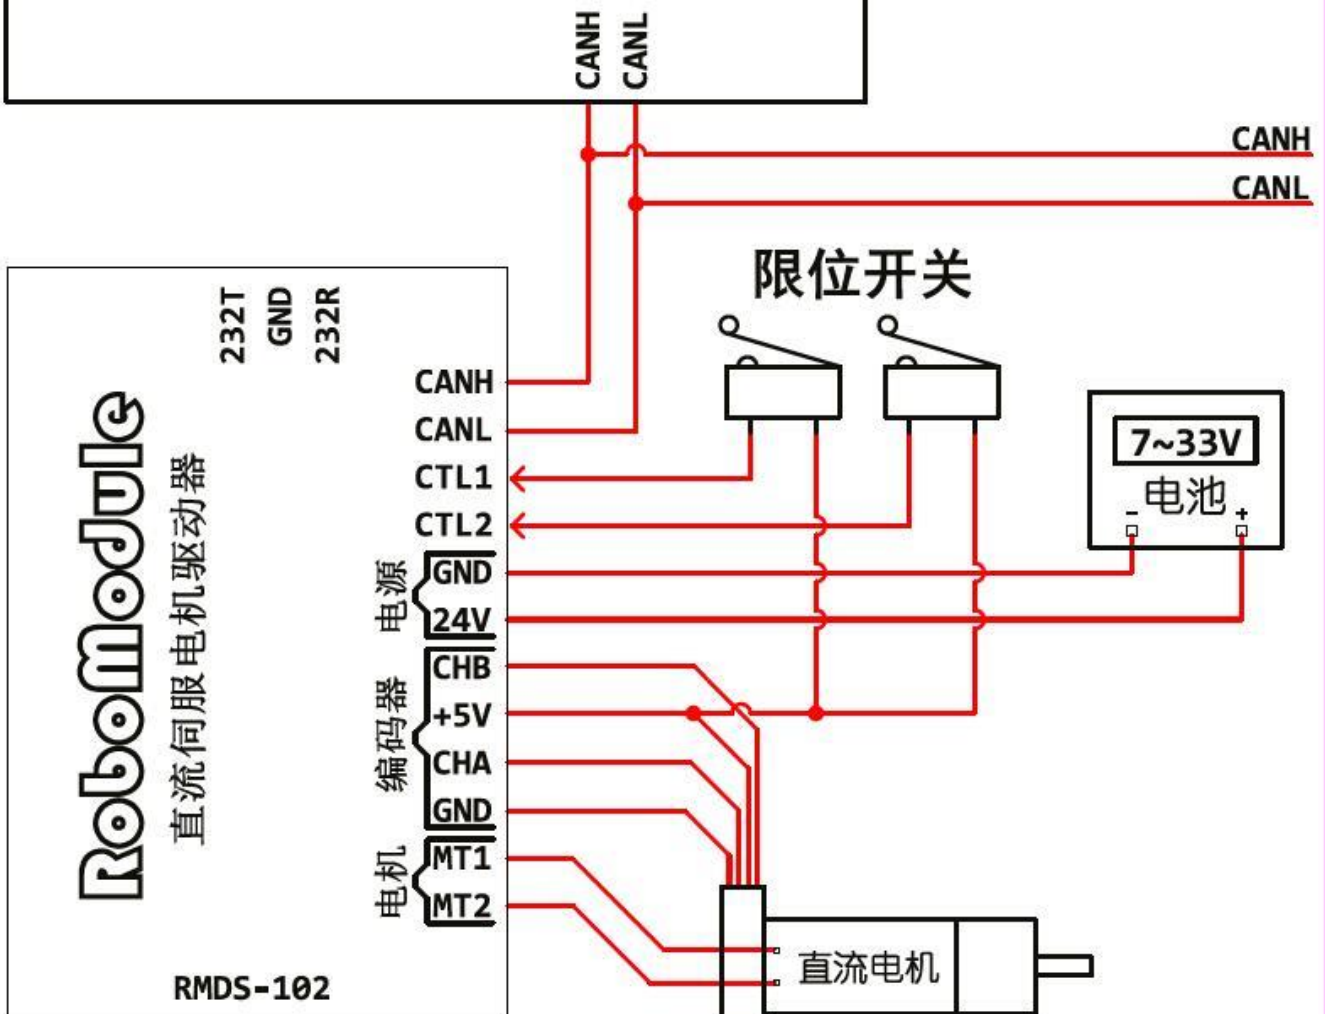 CANH
CANL
CANH
CANL
限位开关
232T
GND
232R
CANH
CANL
CTL1
CTL2
7~33V
电池
- +
电源
GND
24V
编码器
CHB
+5V
CHA
GND
电机
MT1
MT2
RoboModule
直流伺服电机驱动器
直流电机
RMDS-102